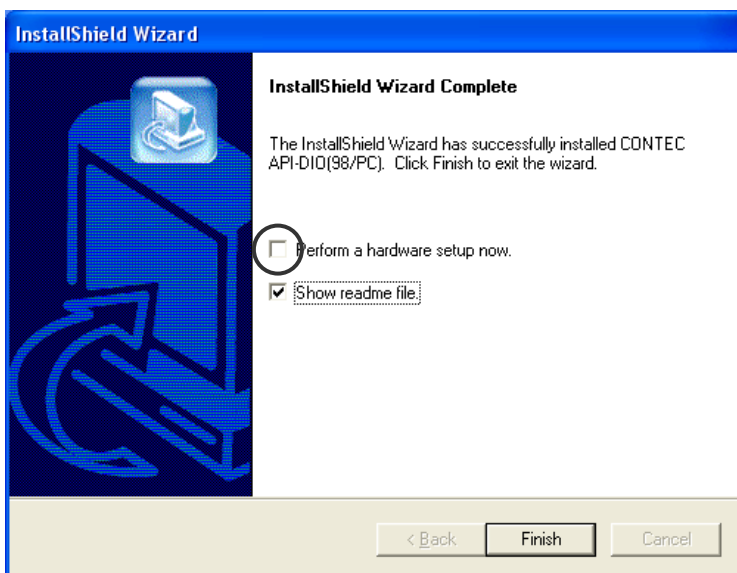 InstallShield Wizard
InstallShield Wizard Complete
The InstallShield Wizard has successfully installed CONTEC
API-DIO(98/PC). Click Finish to exit the wizard.
Perform a hardware setup now.
Show readme file.
< Back
Finish
Cancel